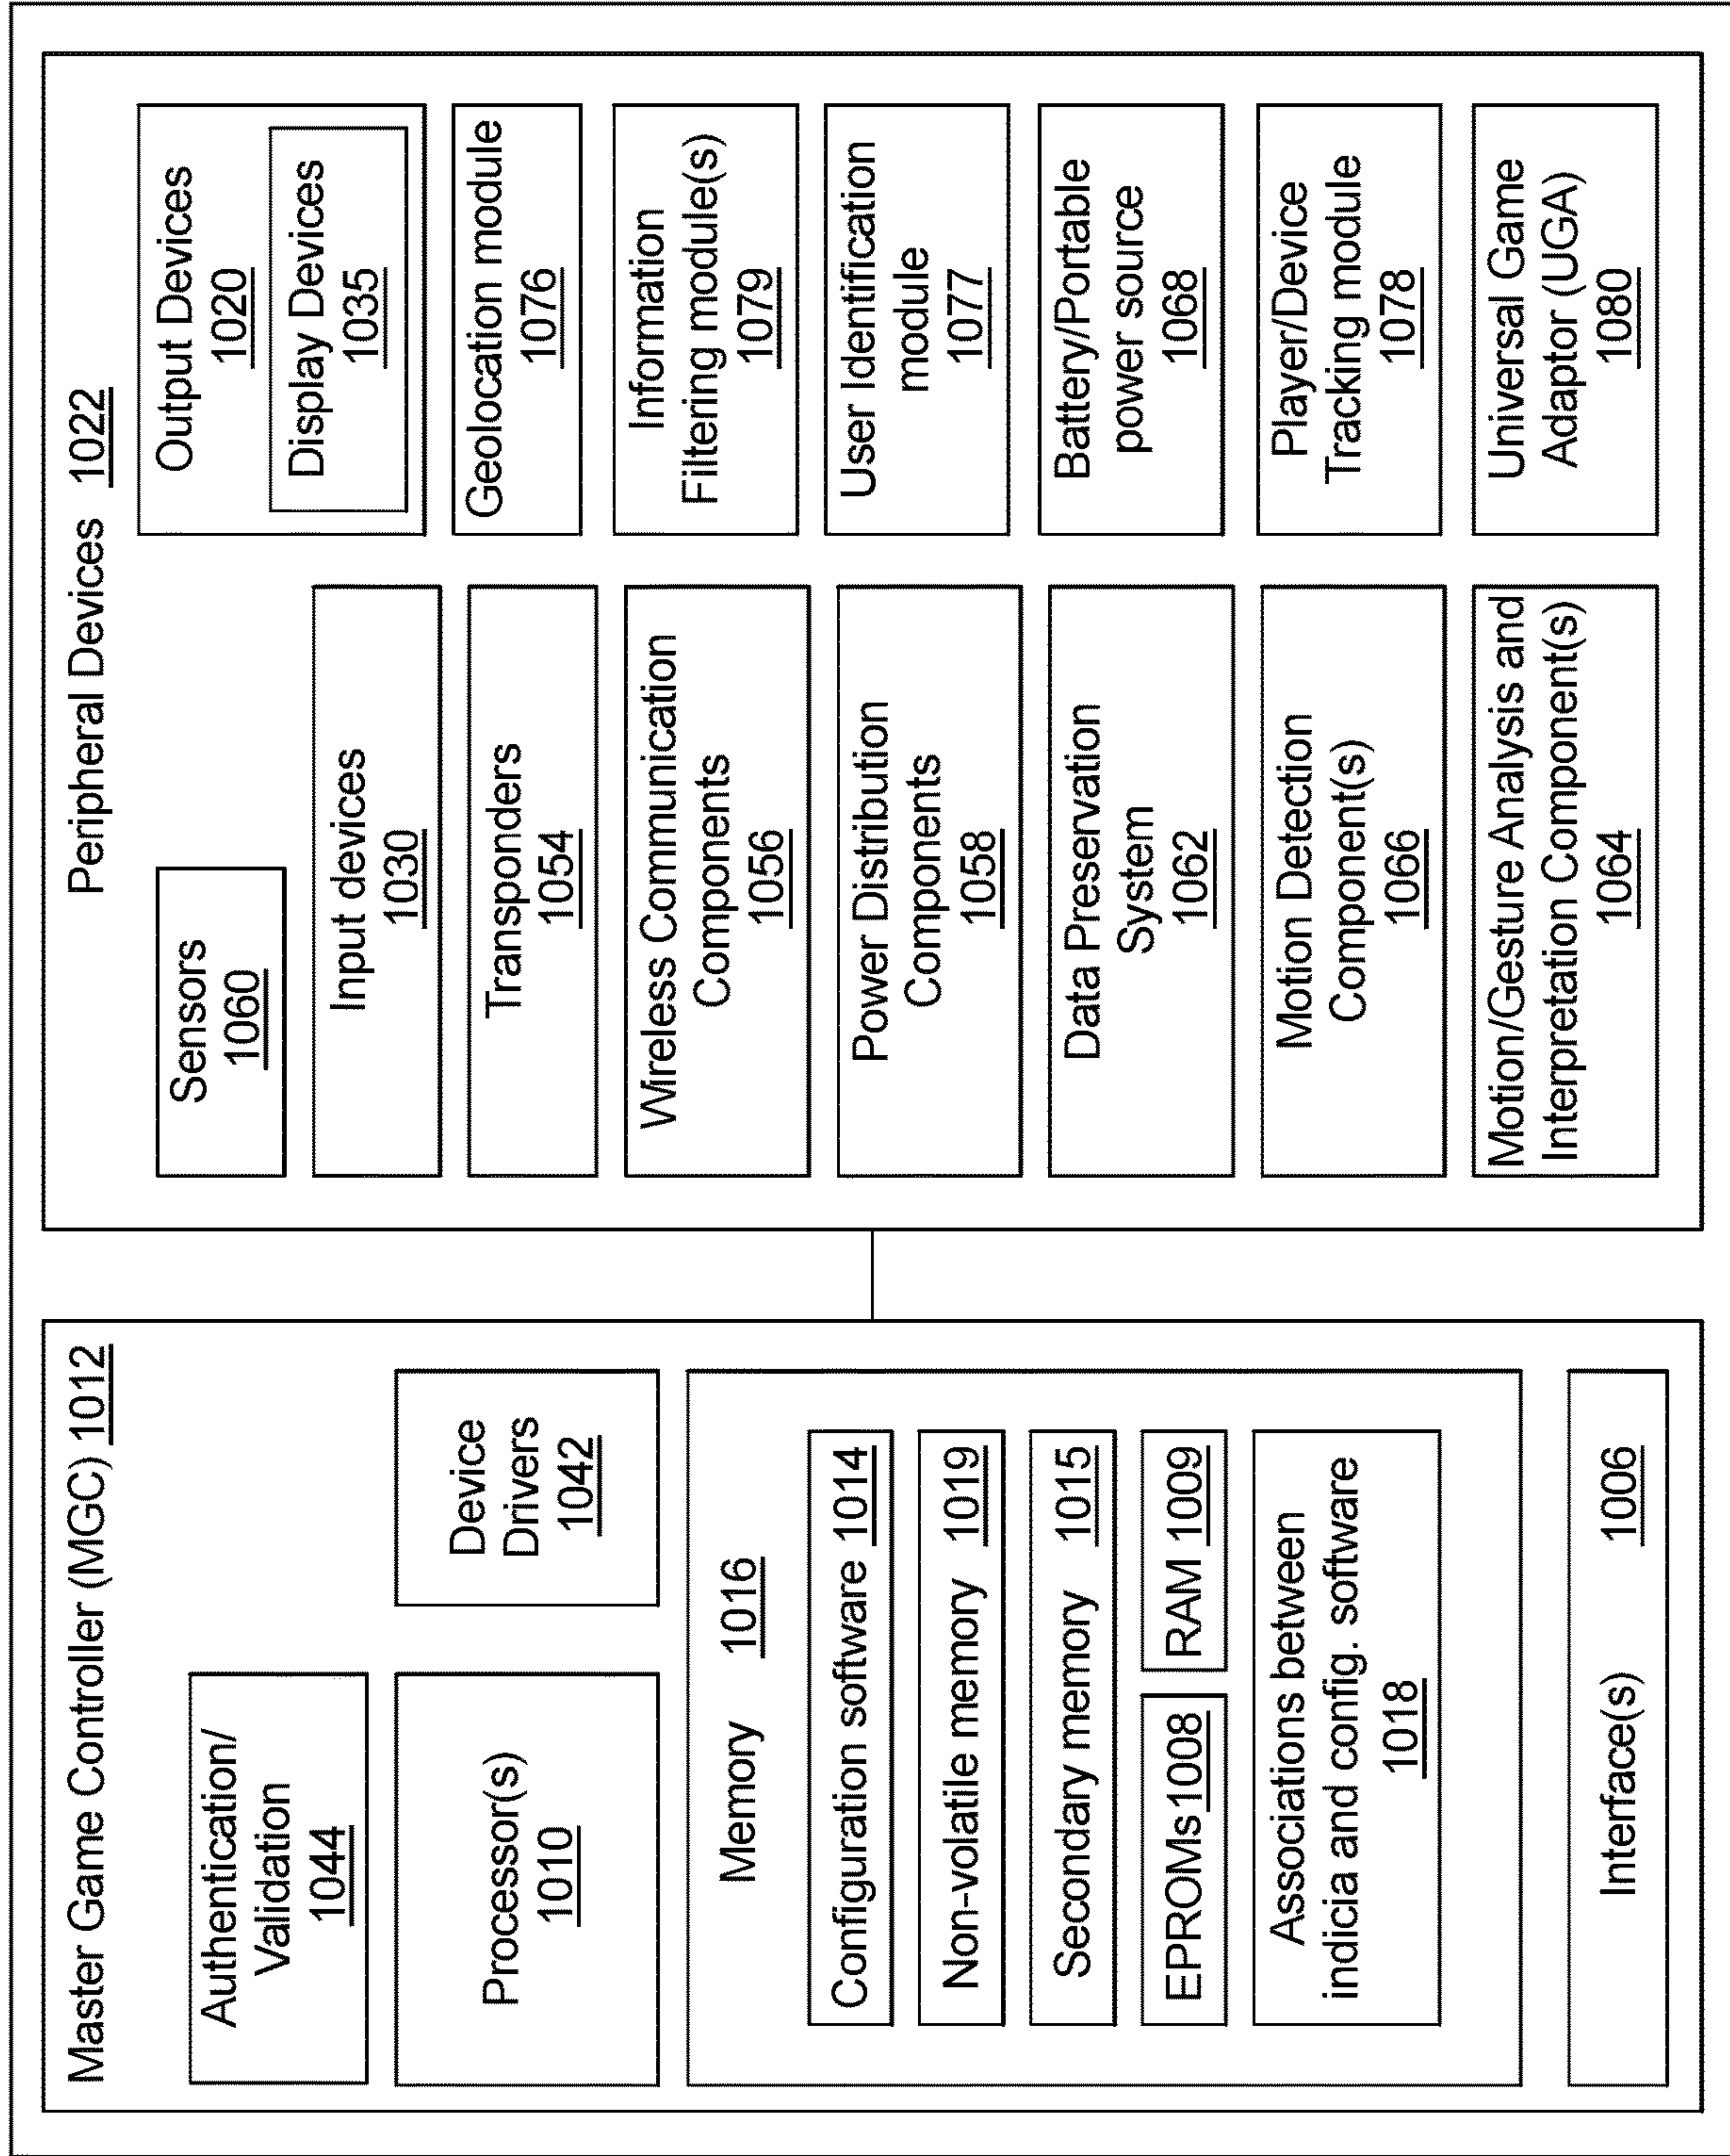 Master Game Controller (MGC) 1012
Authentication/
Validation
1044
Processor(s)
1010
Device
Drivers
1042
Memory 1016
Configuration software 1014
Non-volatile memory 1019
Secondary memory 1015
EPROMs 1008
RAM 1009
Associations between
indicia and config. software
1018
Interface(s) 1006
Peripheral Devices 1022
Sensors
1060
Input devices
1030
Transponders
1054
Wireless Communication
Components
1056
Power Distribution
Components
1058
Data Preservation
System
1062
Motion Detection
Component(s)
1066
Motion/Gesture Analysis and
Interpretation Component(s)
1064
Output Devices
1020
Display Devices
1035
Geolocation module
1076
Information
Filtering module(s)
1079
User Identification
module
1077
Battery/Portable
power source
1068
Player/Device
Tracking module
1078
Universal Game
Adaptor (UGA)
1080